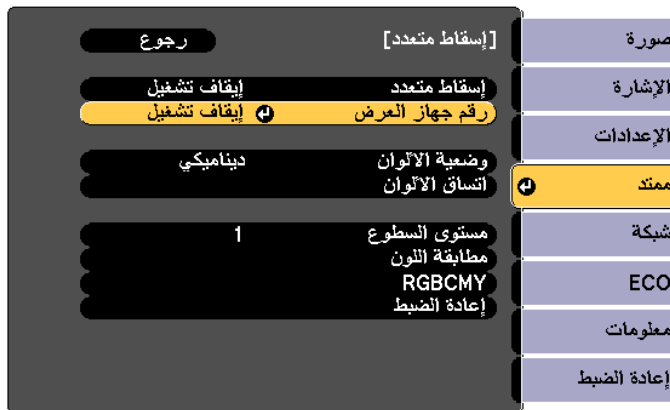 [إسقاط متعدد] رجوع
إسقاط متعدد إيقاف تشغيل
رقم جهاز العرض إيقاف تشغيل
وضعية الألوان ديناميكي
اتساق الألوان
مستوى السطوع 1
مطابقة اللون
RGBCMY
إعادة الضبط
صورة
الإشارة
الإعدادات
ممتد
شبكة
ECO
معلومات
إعادة الضبط